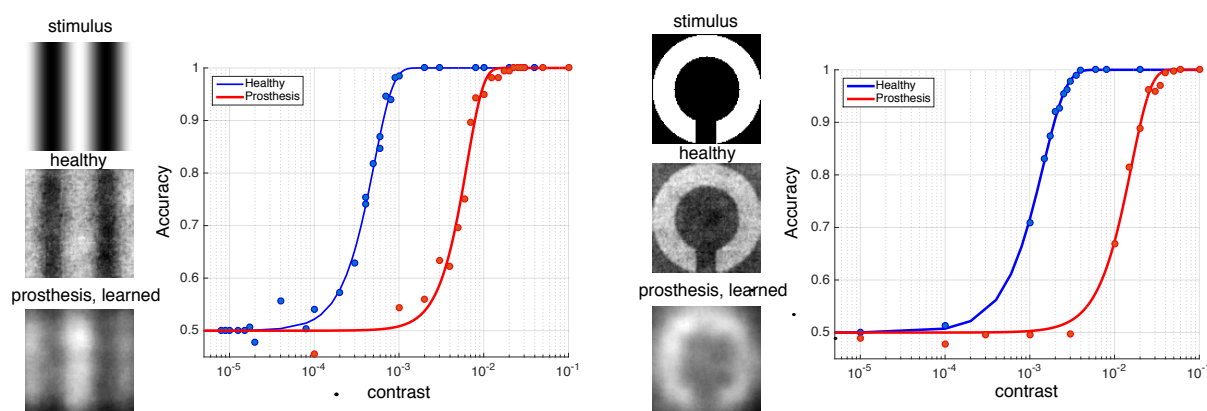 stimulus
healthy
prosthesis, learned
Accuracy
1
0.9
0.8
0.7
0.6
0.5
Healthy
Prosthesis
10^-5
10^-4
10^-3
10^-2
10^-1
contrast
stimulus
healthy
prosthesis, learned
Accuracy
1
0.9
0.8
0.7
0.6
0.5
Healthy
Prosthesis
10^-5
10^-4
10^-3
10^-2
10^-1
contrast